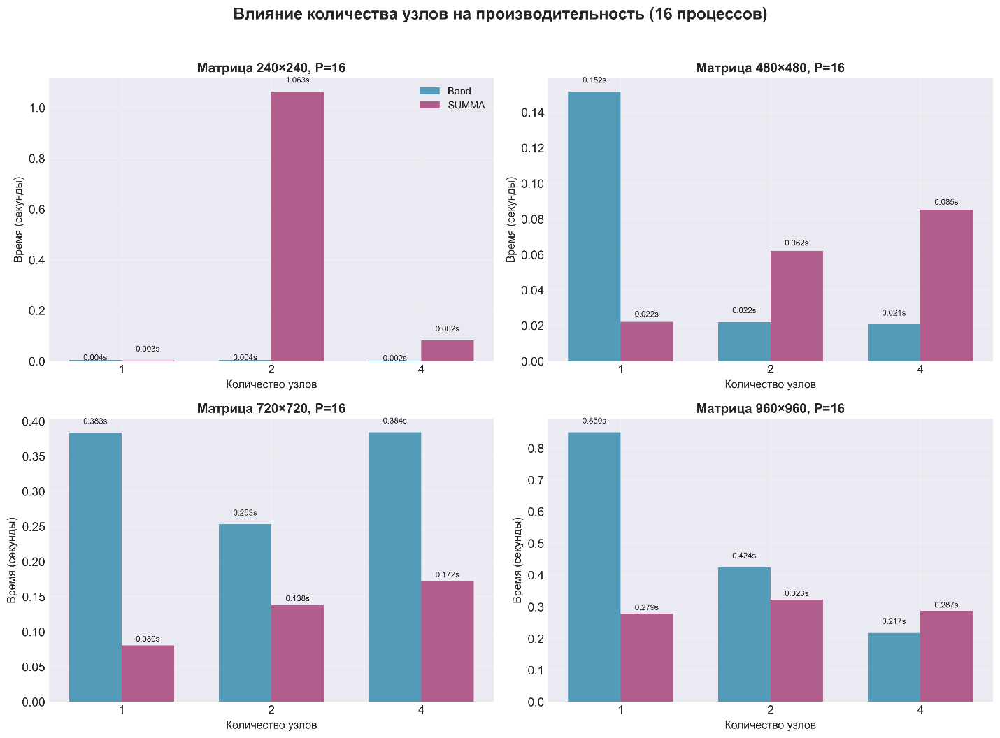 Влияние количества узлов на производительность (16 процессов)
Матрица 240×240, P=16
1.063s
Band
SUMMA
1.0
0.8
0.6
0.4
0.2
0.0
Время (секунды)
0.004s
0.003s
0.004s
0.082s
0.002s
1
2
4
Количество узлов
Матрица 480×480, P=16
0.152s
0.14
0.12
0.10
0.08
0.06
0.04
0.02
0.00
Время (секунды)
0.022s
0.022s
0.062s
0.021s
0.085s
1
2
4
Количество узлов
Матрица 720×720, P=16
0.40
0.35
0.30
0.25
0.20
0.15
0.10
0.05
0.00
Время (секунды)
0.383s
0.080s
0.253s
0.138s
0.384s
0.172s
1
2
4
Количество узлов
Матрица 960×960, P=16
0.8
0.7
0.6
0.5
0.4
0.3
0.2
0.1
0.0
Время (секунды)
0.850s
0.279s
0.424s
0.323s
0.217s
0.287s
1
2
4
Количество узлов